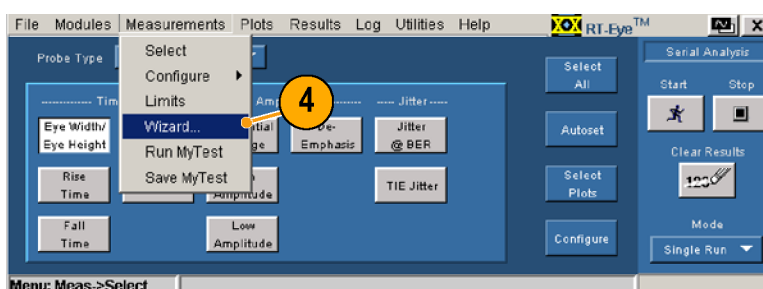 File Modules Measurements Plots Results Log Utilities Help RT-Eye™ X
Probe Type
Select
Configure
Limits
Wizard...
Run MyTest
Save MyTest
4
Jitter
Eye Width/
Eye Height
Rise
Time
Fall
Time
Emphasis
Low
Amplitude
Jitter
@ BER
TIE Jitter
Select
All
Autoset
Select
Plots
Configure
Serial Analysis
Start Stop
Clear Results
123
Mode
Single Run
Menu: Meas->Select